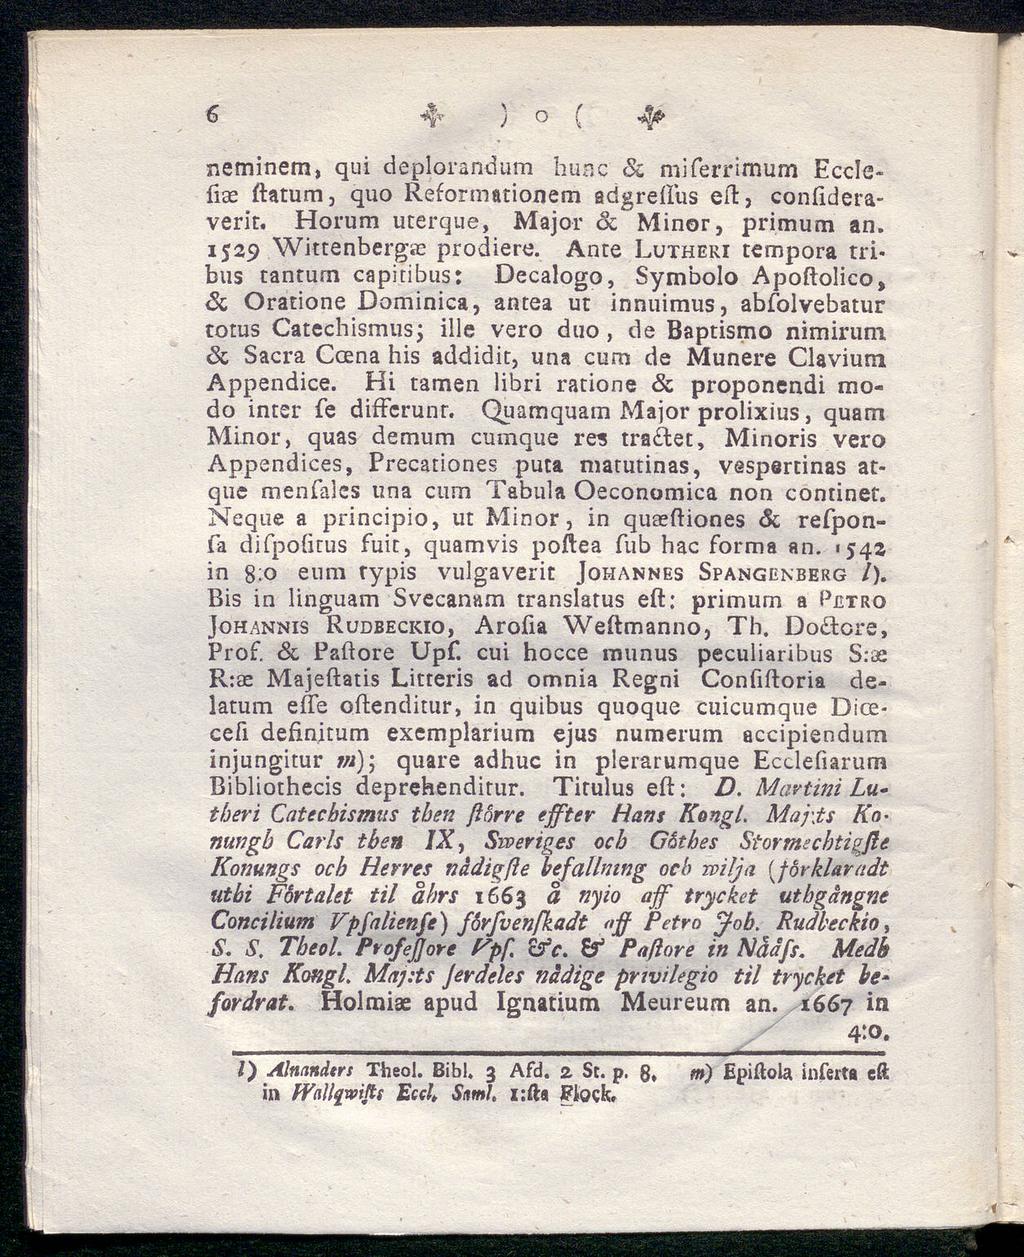 6 ) o (
neminem, qui deplorandum hunc & miſerrimum Eccle-
ſiæ ſtatum, quo Reformationem adgreſſus eſt, conſidera-
verit. Horum uterque, Major & Minor, primum an.
1529 Wittenbergæ prodiere. Ante LUTHERI tempora tri-
bus tantum capitibus: Decalogo, Symbolo Apoſtolico,
& Oratione Dominica, antea ut innuimus, abſolvebatur
totus Catechismus; ille vero duo, de Baptismo nimirum
& Sacra Cœna his addidit, una cum de Munere Clavium
Appendice. Hi tamen libri ratione & proponendi mo-
do inter ſe differunt. Quamquam Major prolixius, quam
Minor, quas demum cumque res tractet, Minoris vero
Appendices, Precationes puta matutinas, vespertinas at-
que menſales una cum Tabula Oeconomica non continet.
Neque a principio, ut Minor, in quæſtiones & reſpon-
ſa diſpoſitus fuit, quamvis poſtea ſub hac forma an. 1542
in 8:o eum typis vulgaverit JOHANNES SPANGENBERG l).
Bis in linguam Svecanam translatus eſt: primum a PETRO
JOHANNIS RUDBECKIO, Aroſia Weſtmanno, Th. Doctore,
Prof. & Paſtore Upſ. cui hocce munus peculiaribus S:æ
R:æ Majeſtatis Litteris ad omnia Regni Conſiſtoria de-
latum eſſe oſtenditur, in quibus quoque cuicumque Diœ-
ceſi definitum exemplarium ejus numerum accipiendum
injungitur m); quare adhuc in plerarumque Eccleſiarum
Bibliothecis deprehenditur. Titulus eſt: D. Martini Lu-
theri Catechismus then ſtörre effter Hans Kongl. Maj:ts Ko-
nungh Carls then IX, Sweriges och Göthes Stormechtigſte
Konungs och Herres nådigſte befallning och wilja (förklaradt
uthi Förtalet til åhrs 1663 å nyio aff trycket uthgångne
Concilium Vpſalienſe) förſvenſkadt aff Petro Joh. Rudbeckio,
S. S. Theol. Profeſſore Vpſ. &c. & Paſtore in Nååſs. Medh
Hans Kongl. Maj:ts ſerdeles nådige privilegio til trycket be-
fordrat. Holmiæ apud Ignatium Meureum an. 1667 in
4:o.
l) Alnanders Theol. Bibl. 3 Afd. 2 St. p. 8. m) Epiſtola inſerta eſt
in Wallqwiſts Eccl. Saml. 1:ſta Flock.